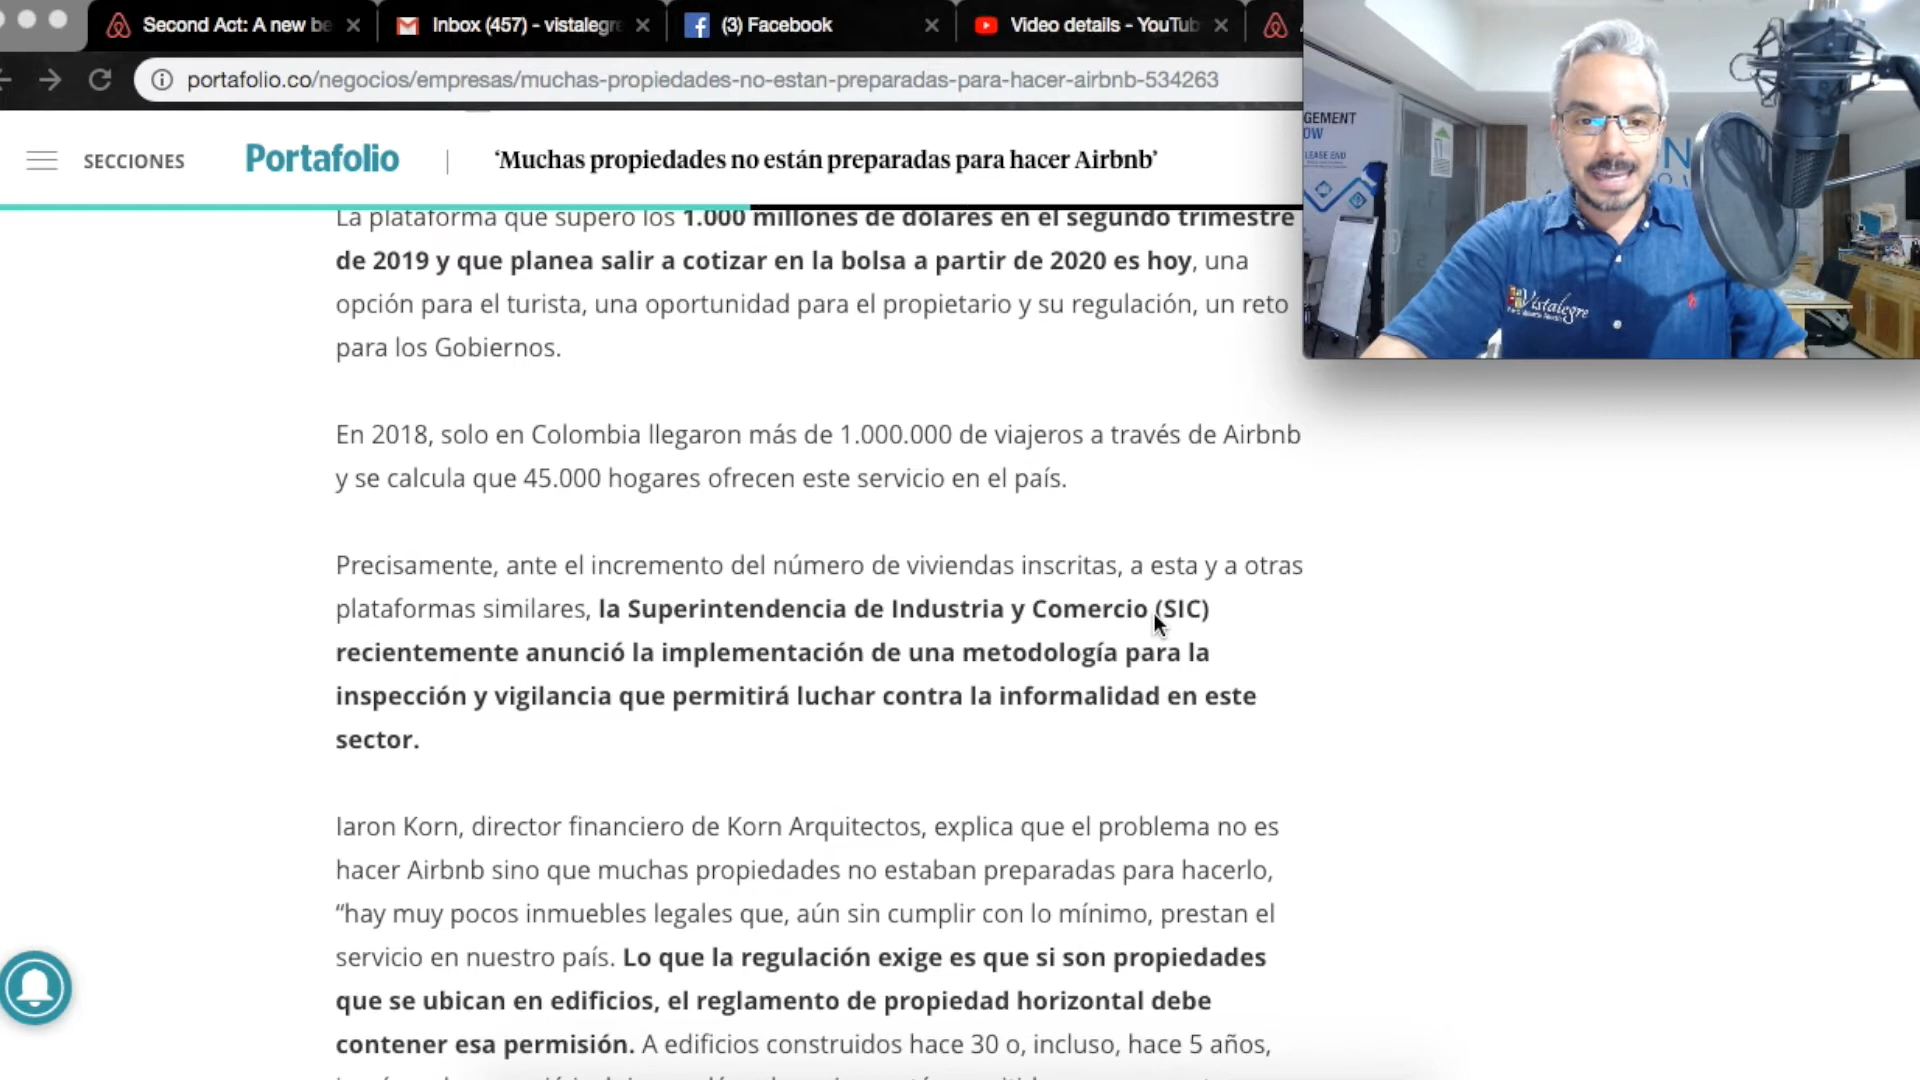 Second Act: A new be
Inbox (457) - vistalegre
(3) Facebook
Video details - YouTub
portafolio.co/negocios/empresas/muchas-propiedades-no-estan-preparadas-para-hacer-airbnb-534263
SECCIONES
Portafolio
‘Muchas propiedades no están preparadas para hacer Airbnb’
La plataforma que superó los 1.000 millones de dólares en el segundo trimestre
de 2019 y que planea salir a cotizar en la bolsa a partir de 2020 es hoy, una
opción para el turista, una oportunidad para el propietario y su regulación, un reto
para los Gobiernos.
En 2018, solo en Colombia llegaron más de 1.000.000 de viajeros a través de Airbnb
y se calcula que 45.000 hogares ofrecen este servicio en el país.
Precisamente, ante el incremento del número de viviendas inscritas, a esta y a otras
plataformas similares, la Superintendencia de Industria y Comercio (SIC)
recientemente anunció la implementación de una metodología para la
inspección y vigilancia que permitirá luchar contra la informalidad en este
sector.
Iaron Korn, director financiero de Korn Arquitectos, explica que el problema no es
hacer Airbnb sino que muchas propiedades no estaban preparadas para hacerlo,
“hay muy pocos inmuebles legales que, aún sin cumplir con lo mínimo, prestan el
servicio en nuestro país. Lo que la regulación exige es que si son propiedades
que se ubican en edificios, el reglamento de propiedad horizontal debe
contener esa permisión. A edificios construidos hace 30 o, incluso, hace 5 años,
GEMENT
OW
LEASE END
N
Vistalegre